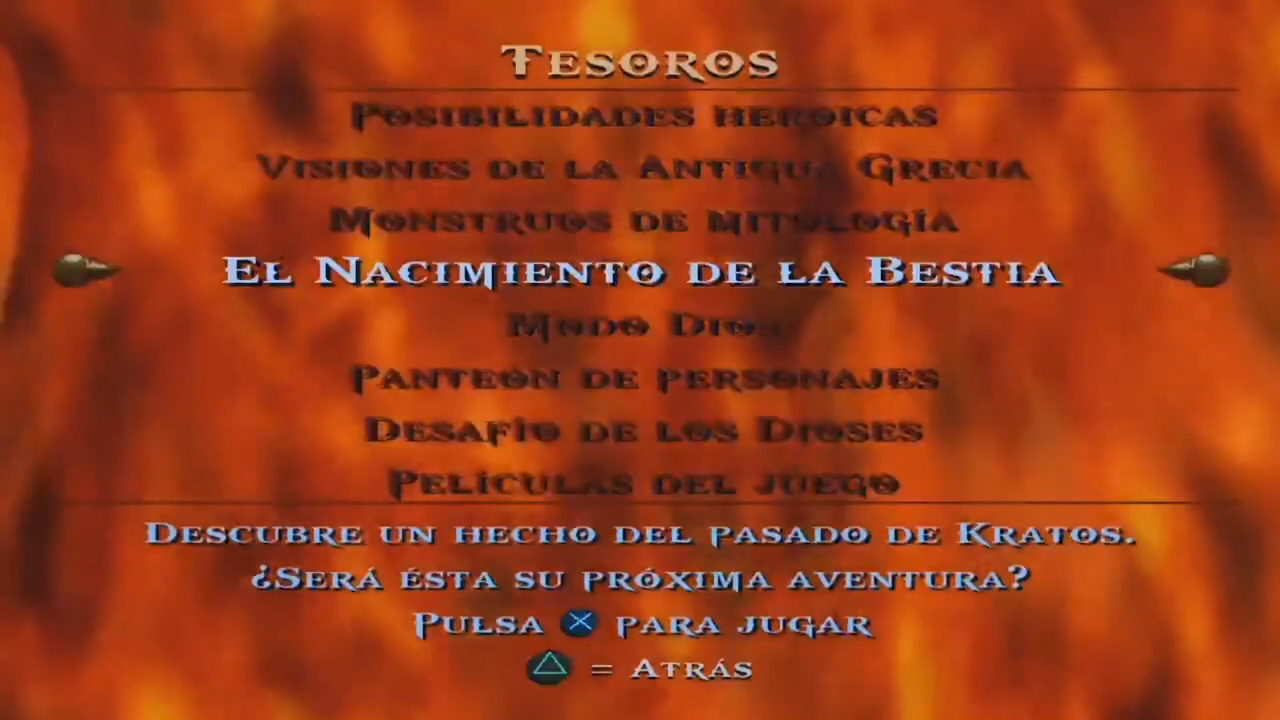 Tesoros
Posibilidades heroicas
Visiones de la Antigua Grecia
Monstruos de mitología
El Nacimiento de la Bestia
Modo Dios
Panteón de personajes
Desafío de los Dioses
Películas del juego
Descubre un hecho del pasado de Kratos.
¿Será ésta su próxima aventura?
Pulsa para jugar
= Atrás